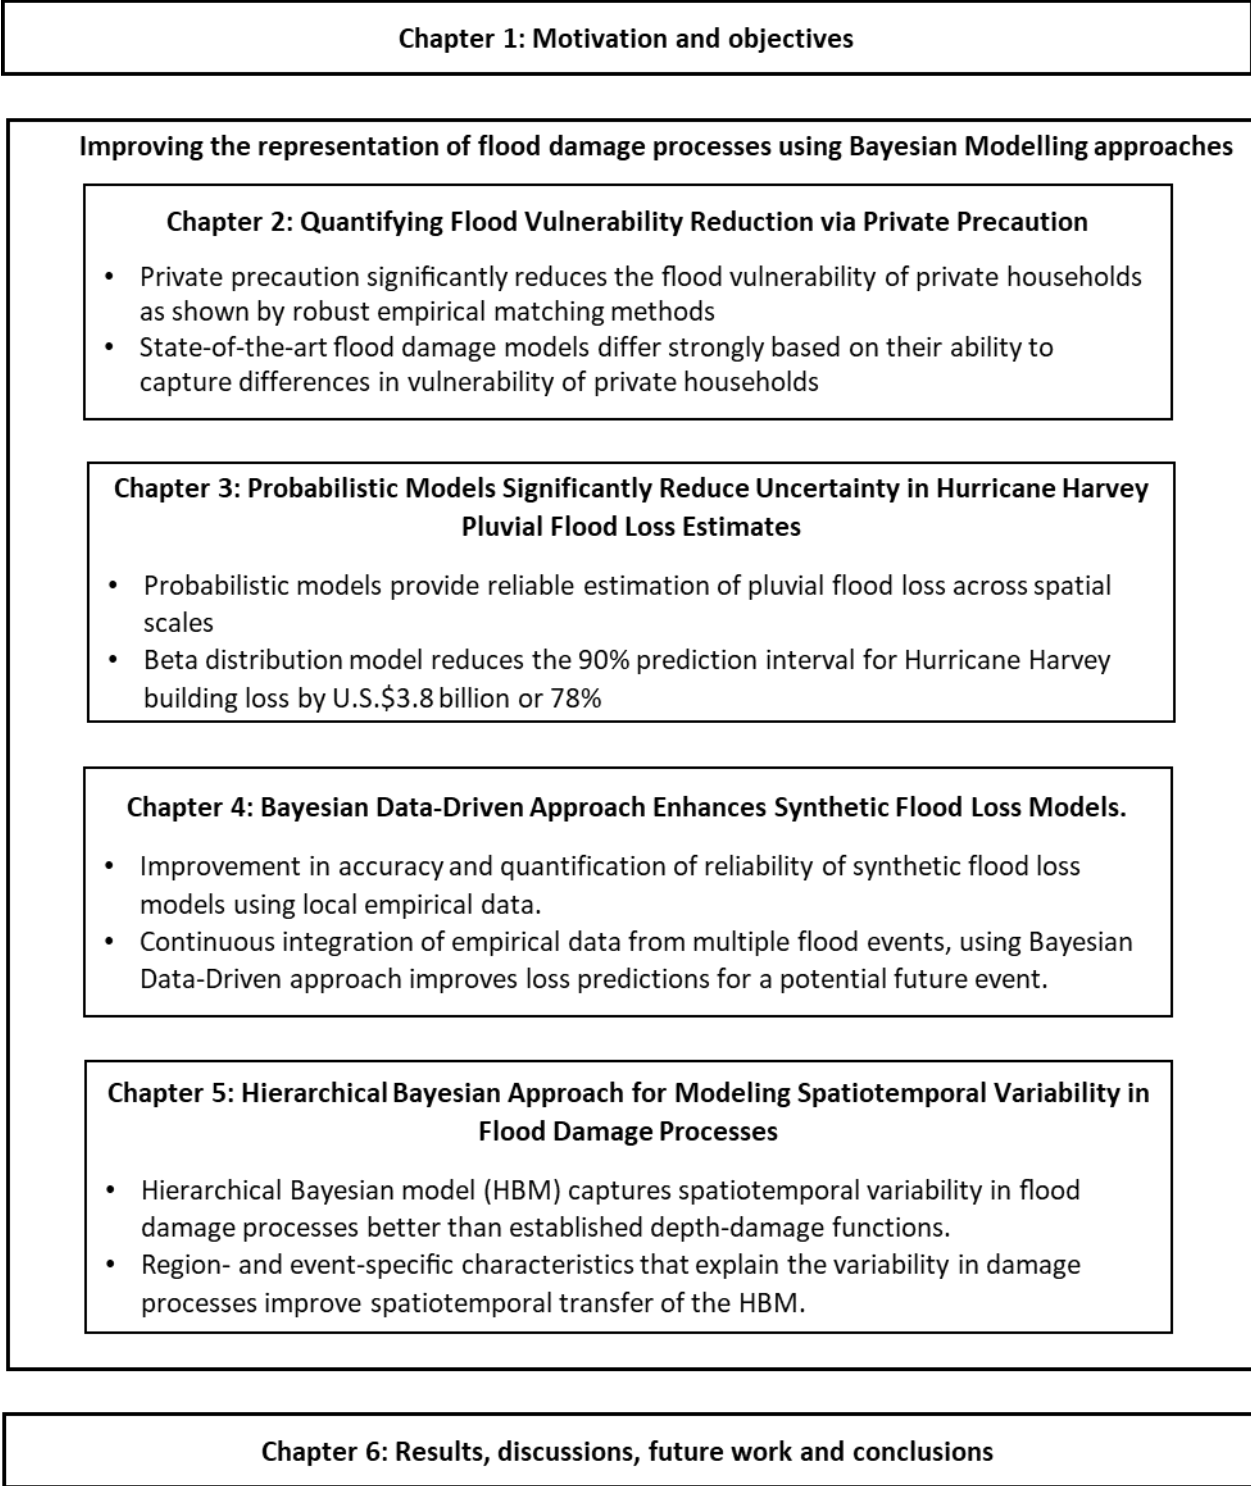 Chapter 1: Motivation and objectives
Improving the representation of flood damage processes using Bayesian Modelling approaches
Chapter 2: Quantifying Flood Vulnerability Reduction via Private Precaution
• Private precaution significantly reduces the flood vulnerability of private households
as shown by robust empirical matching methods
• State-of-the-art flood damage models differ strongly based on their ability to
capture differences in vulnerability of private households
Chapter 3: Probabilistic Models Significantly Reduce Uncertainty in Hurricane Harvey
Pluvial Flood Loss Estimates
• Probabilistic models provide reliable estimation of pluvial flood loss across spatial
scales
• Beta distribution model reduces the 90% prediction interval for Hurricane Harvey
building loss by U.S.$3.8 billion or 78%
Chapter 4: Bayesian Data-Driven Approach Enhances Synthetic Flood Loss Models.
• Improvement in accuracy and quantification of reliability of synthetic flood loss
models using local empirical data.
• Continuous integration of empirical data from multiple flood events, using Bayesian
Data-Driven approach improves loss predictions for a potential future event.
Chapter 5: Hierarchical Bayesian Approach for Modeling Spatiotemporal Variability in
Flood Damage Processes
• Hierarchical Bayesian model (HBM) captures spatiotemporal variability in flood
damage processes better than established depth-damage functions.
• Region- and event-specific characteristics that explain the variability in damage
processes improve spatiotemporal transfer of the HBM.
Chapter 6: Results, discussions, future work and conclusions